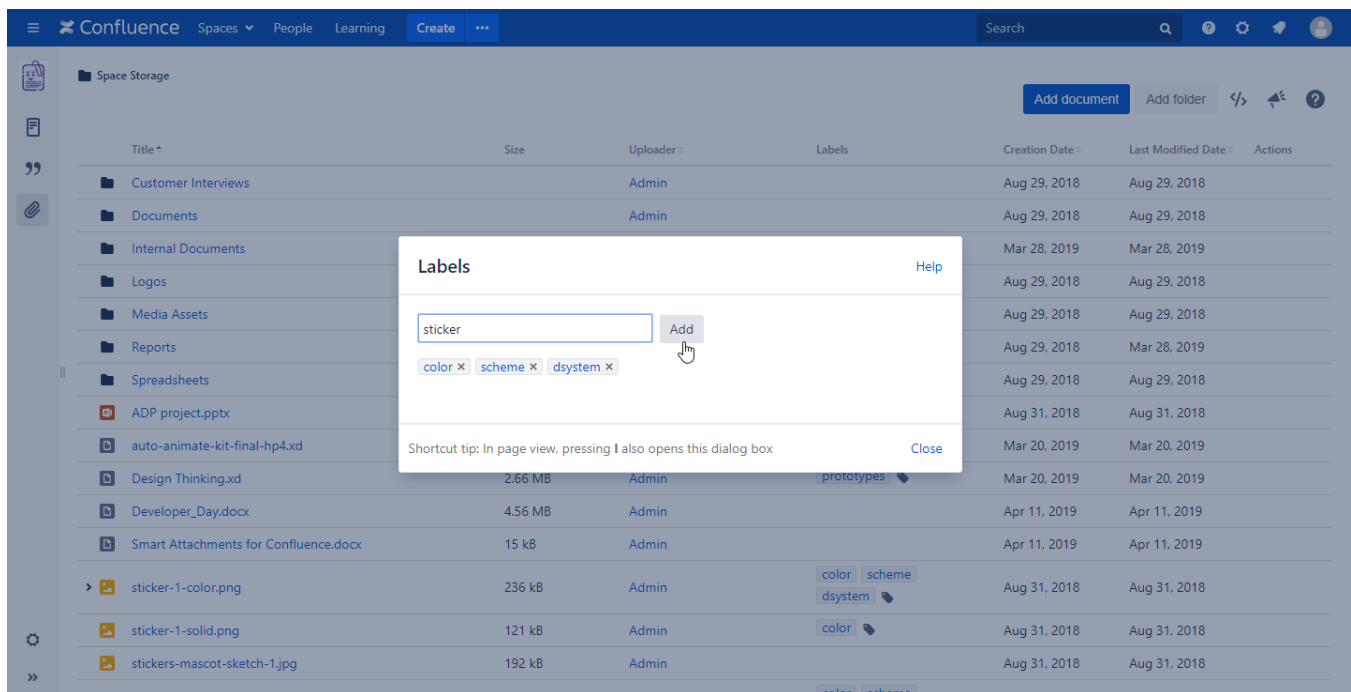 Confluence Spaces People Learning Create ••• Search
Space Storage
Add document Add folder
Title Size Uploader Labels Creation Date Last Modified Date Actions
Customer Interviews Admin Aug 29, 2018 Aug 29, 2018
Documents Admin Aug 29, 2018 Aug 29, 2018
Internal Documents Mar 28, 2019 Mar 28, 2019
Logos Aug 29, 2018 Aug 29, 2018
Media Assets Aug 29, 2018 Aug 29, 2018
Reports Aug 29, 2018 Mar 28, 2019
Spreadsheets Aug 29, 2018 Aug 29, 2018
ADP project.pptx Aug 31, 2018 Aug 31, 2018
auto-animate-kit-final-hp4.xd Mar 20, 2019 Mar 20, 2019
Design Thinking.xd 2.66 MB Admin prototypes Mar 20, 2019 Mar 20, 2019
Developer_Day.docx 4.56 MB Admin Apr 11, 2019 Apr 11, 2019
Smart Attachments for Confluence.docx 15 kB Admin Apr 11, 2019 Apr 11, 2019
sticker-1-color.png 236 kB Admin color scheme dsystem Aug 31, 2018 Aug 31, 2018
sticker-1-solid.png 121 kB Admin color Aug 31, 2018 Aug 31, 2018
stickers-mascot-sketch-1.jpg 192 kB Admin Aug 31, 2018 Aug 31, 2018
Labels Help
sticker Add
color × scheme × dsystem ×
Shortcut tip: In page view, pressing l also opens this dialog box Close